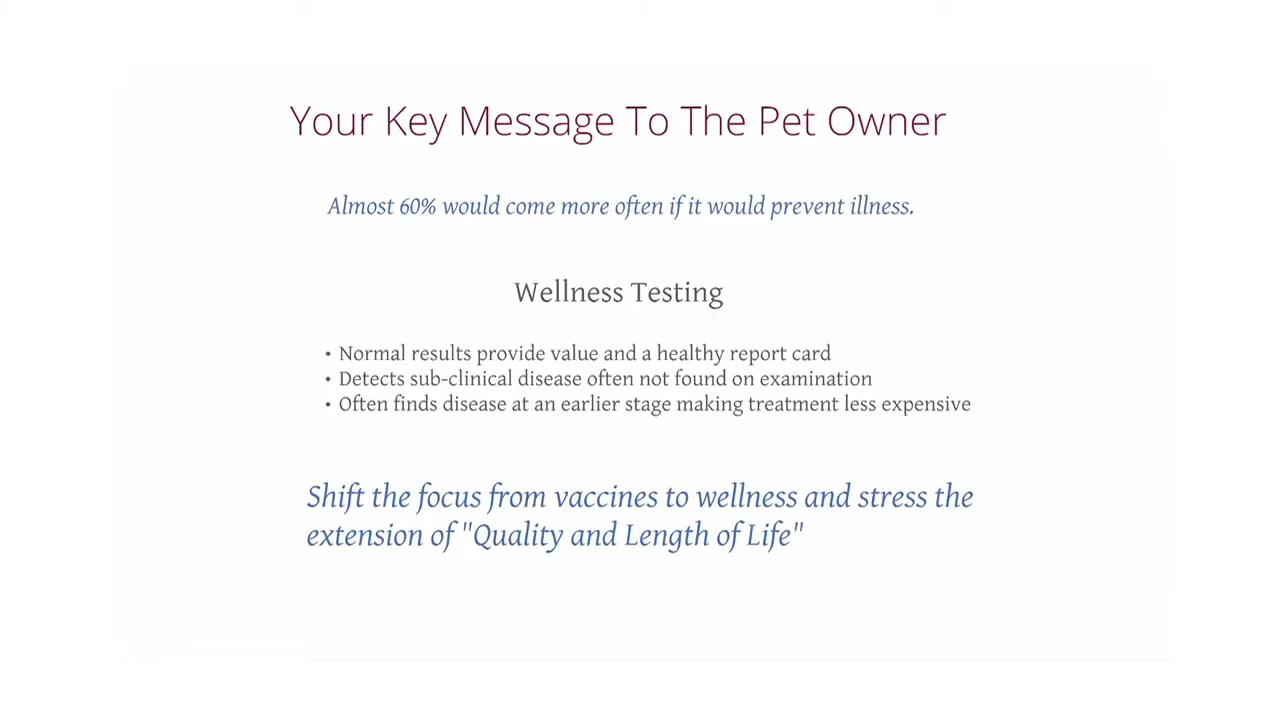 Your Key Message To The Pet Owner
Almost 60% would come more often if it would prevent illness.
Wellness Testing
• Normal results provide value and a healthy report card
• Detects sub-clinical disease often not found on examination
• Often finds disease at an earlier stage making treatment less expensive
Shift the focus from vaccines to wellness and stress the
extension of "Quality and Length of Life"